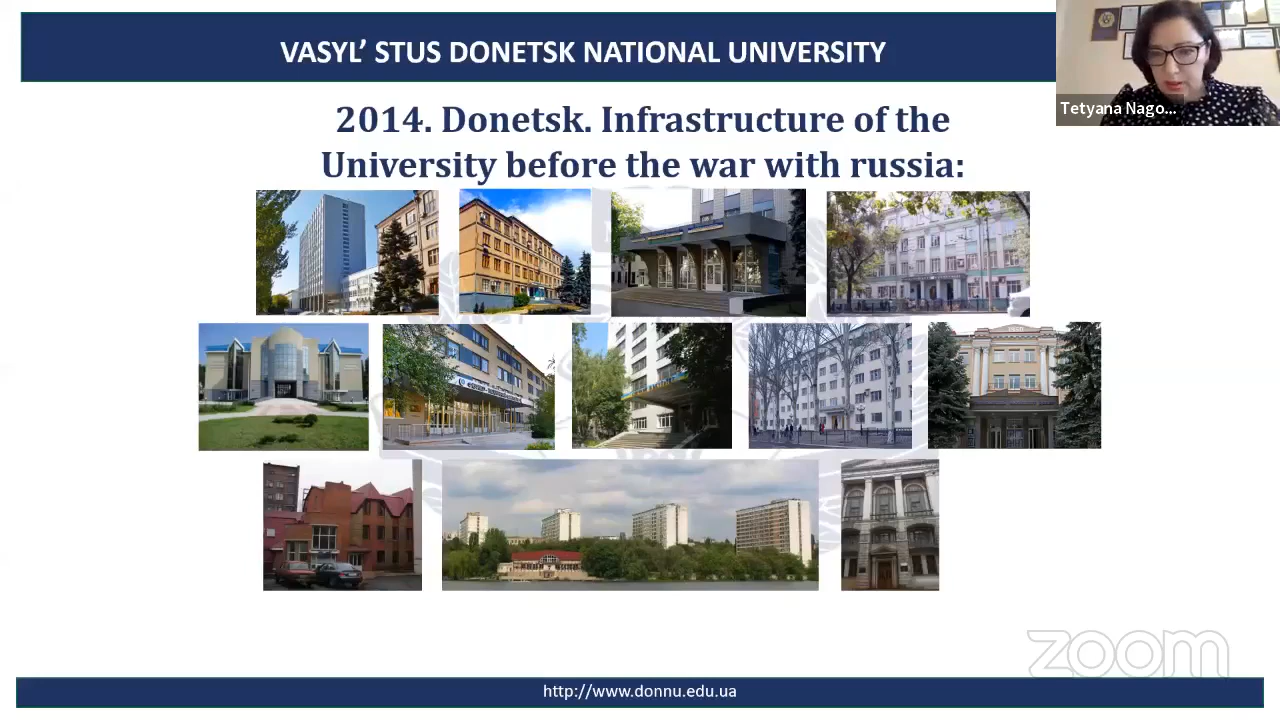 VASYL’ STUS DONETSK NATIONAL UNIVERSITY
Tetyana Nago...
2014. Donetsk. Infrastructure of the
University before the war with russia:
zoom
http://www.donnu.edu.ua